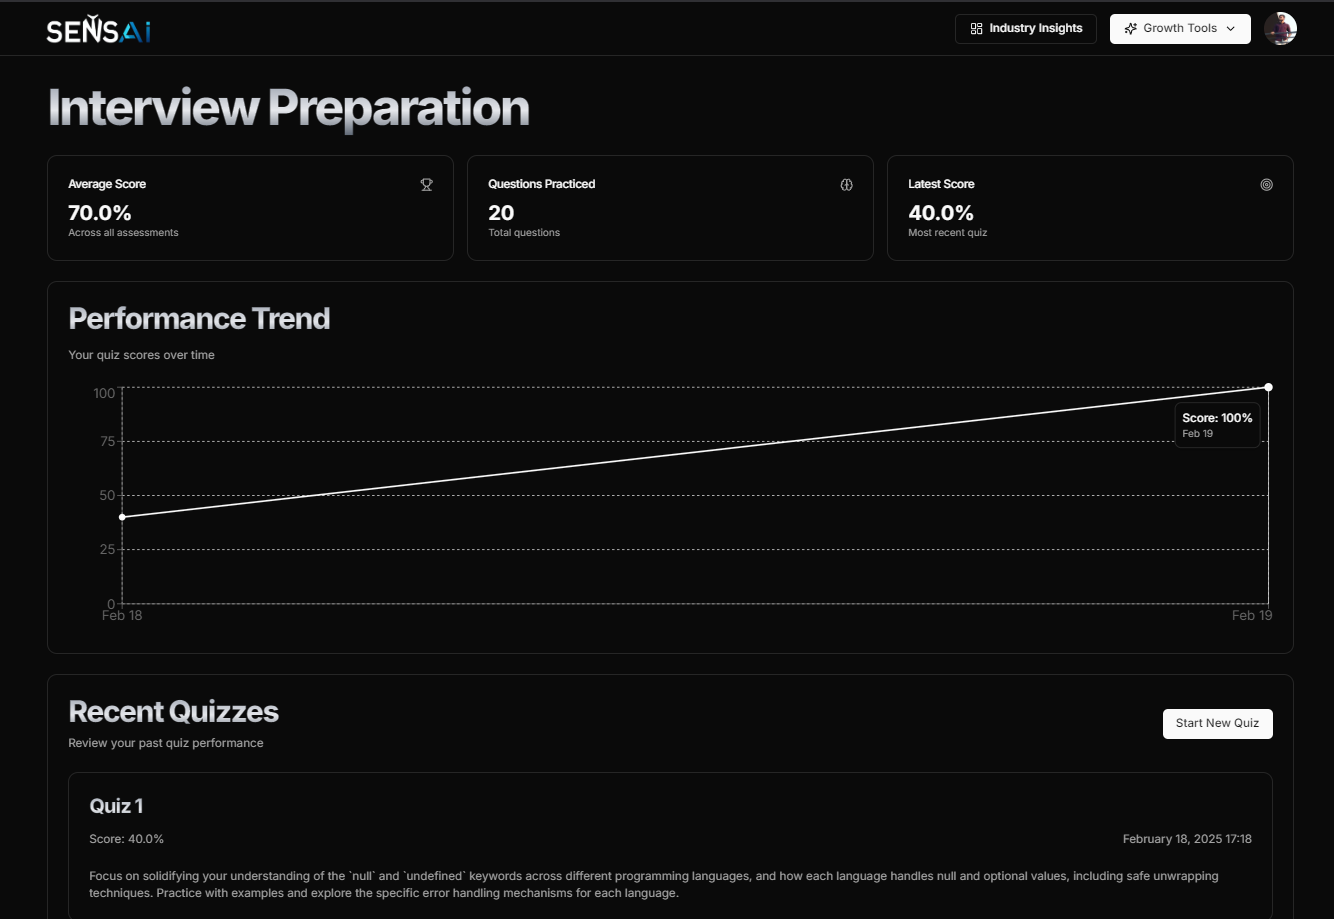 SENSAi
Industry Insights
Growth Tools
Interview Preparation
Average Score
70.0%
Across all assessments
Questions Practiced
20
Total questions
Latest Score
40.0%
Most recent quiz
Performance Trend
Your quiz scores over time
100
75
50
25
0
Feb 18
Feb 19
Score: 100%
Feb 19
Recent Quizzes
Review your past quiz performance
Start New Quiz
Quiz 1
Score: 40.0%
February 18, 2025 17:18
Focus on solidifying your understanding of the `null` and `undefined` keywords across different programming languages, and how each language handles null and optional values, including safe unwrapping
techniques. Practice with examples and explore the specific error handling mechanisms for each language.